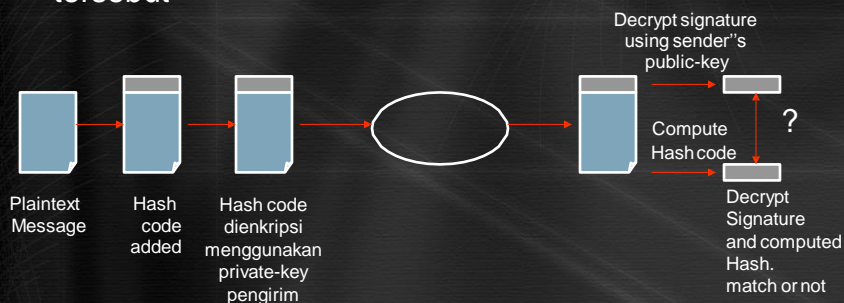 Decrypt signature
using sender''s
public-key
?
Compute
Hash code
Plaintext
Message
Hash
code
added
Hash code
dienkripsi
menggunakan
private-key
pengirim
Decrypt
Signature
and computed
Hash.
match or not